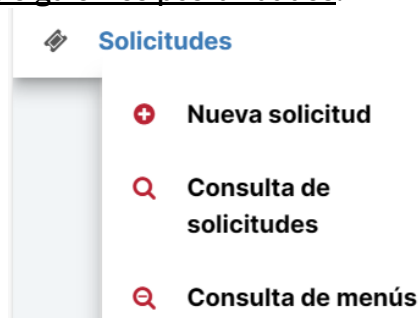 Solicitudes
Nueva solicitud
Consulta de
solicitudes
Consulta de menús